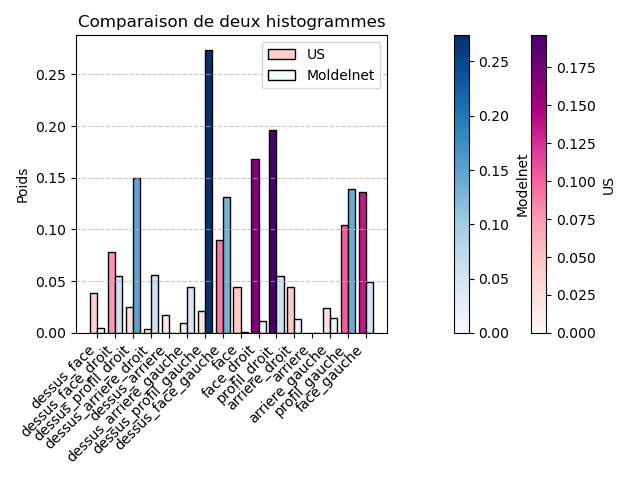 Comparaison de deux histogrammes
US
Moldelnet
Poids
0.25
0.20
0.15
0.10
0.05
0.00
dessus_face
dessus_face_droit
dessus_profil_droit
dessus_arriere_droit
dessus_arriere
dessus_arriere_gauche
dessus_profil_gauche
dessus_face_gauche
face
face_droit
profil_droit
arriere_droit
arriere
arriere_gauche
profil_gauche
face_gauche
0.25
0.20
0.15
0.10
0.05
0.00
Modelnet
0.175
0.150
0.125
0.100
0.075
0.050
0.025
0.000
US